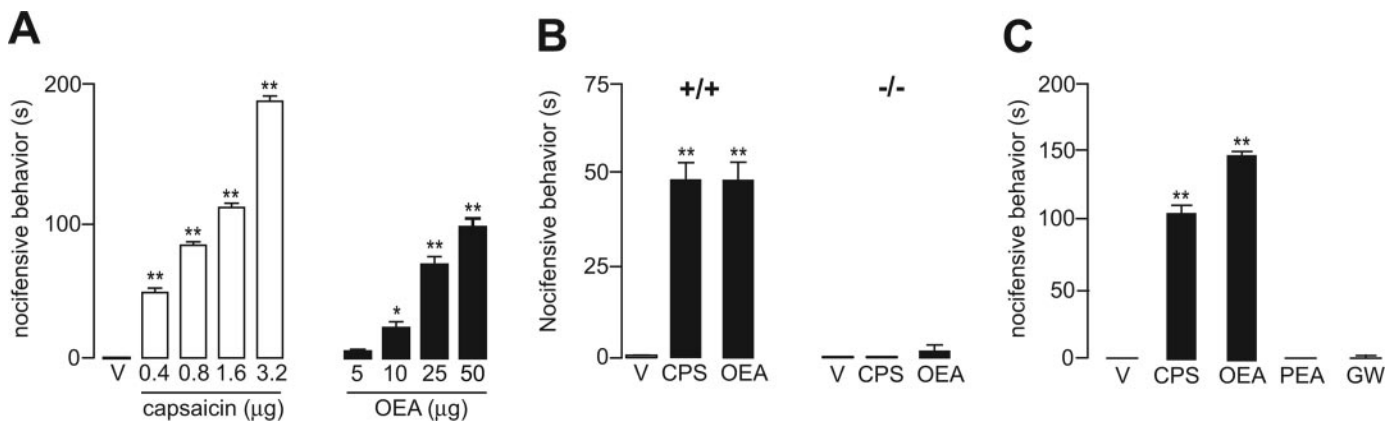 A
nocifensive behavior (s)
200
100
0
**
**
**
**
*
**
**
V 0.4 0.8 1.6 3.2 5 10 25 50
capsaicin (μg) OEA (μg)
B
Nocifensive behavior (s)
75
50
25
0
+/+ -/-
** **
V CPS OEA V CPS OEA
C
nocifensive behavior (s)
200
150
100
50
0
**
**
V CPS OEA PEA GW